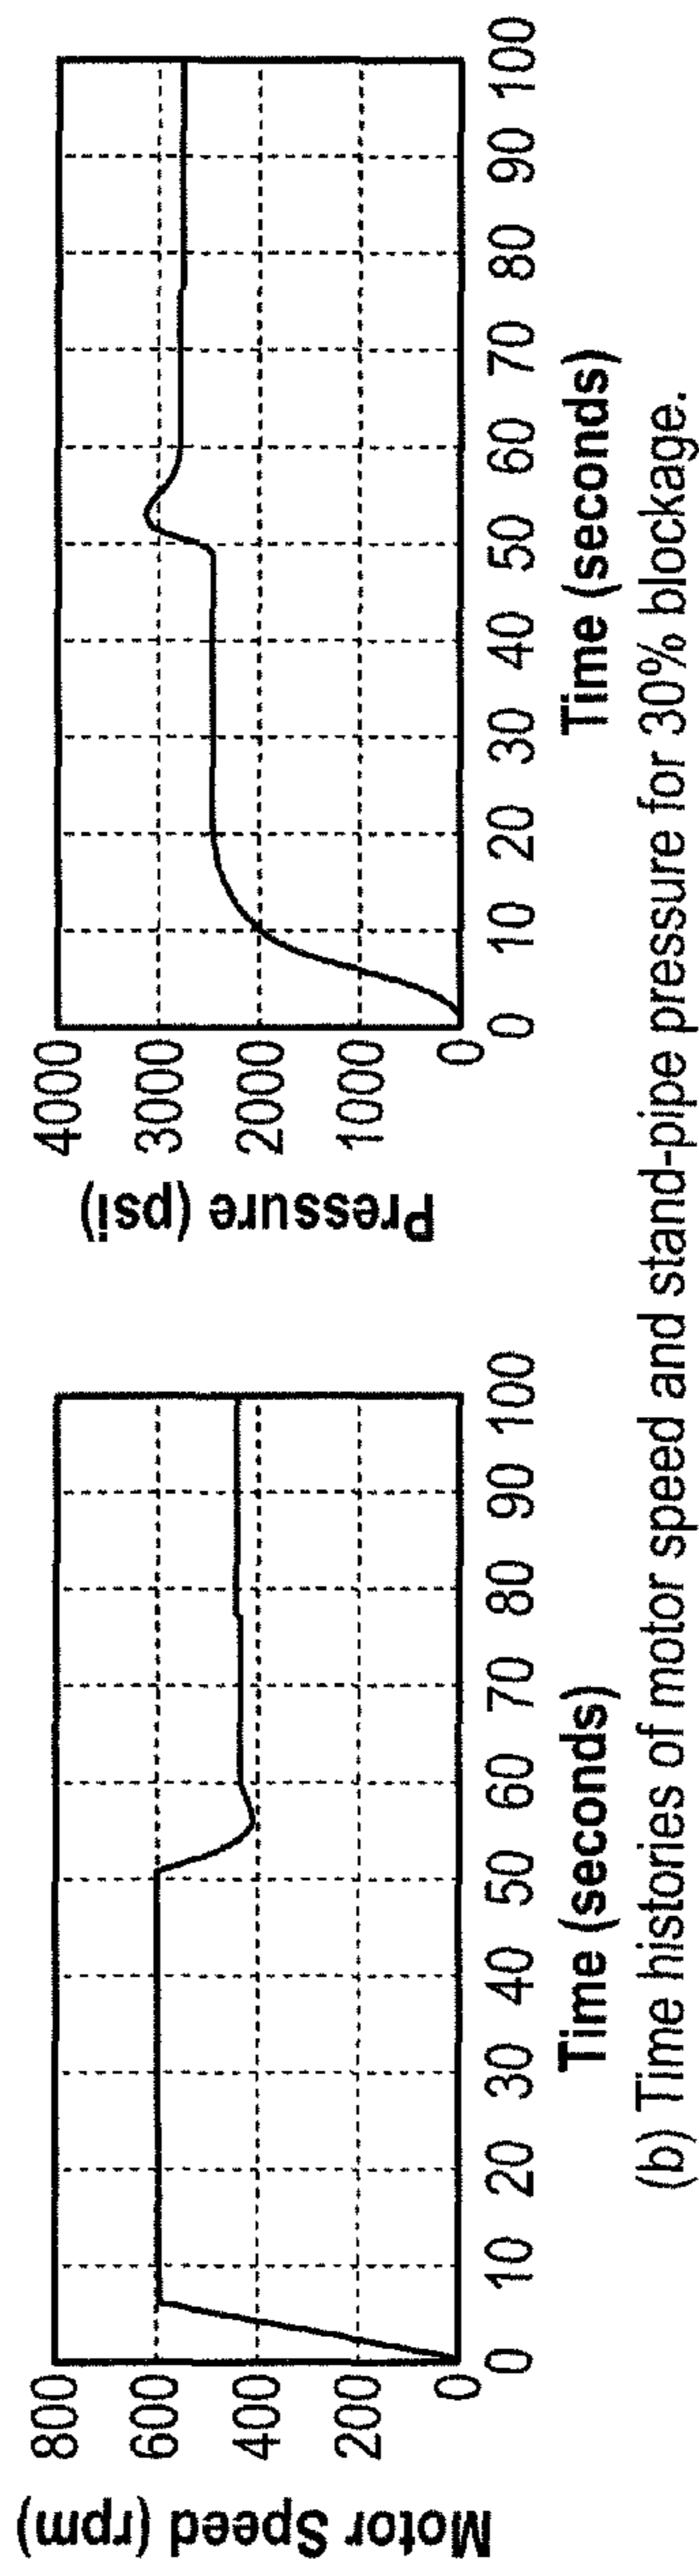 Motor Speed (rpm)
800
600
400
200
0
0 10 20 30 40 50 60 70 80 90 100
Time (seconds)
Pressure (psi)
4000
3000
2000
1000
0
0 10 20 30 40 50 60 70 80 90 100
Time (seconds)
(b) Time histories of motor speed and stand-pipe pressure for 30% blockage.